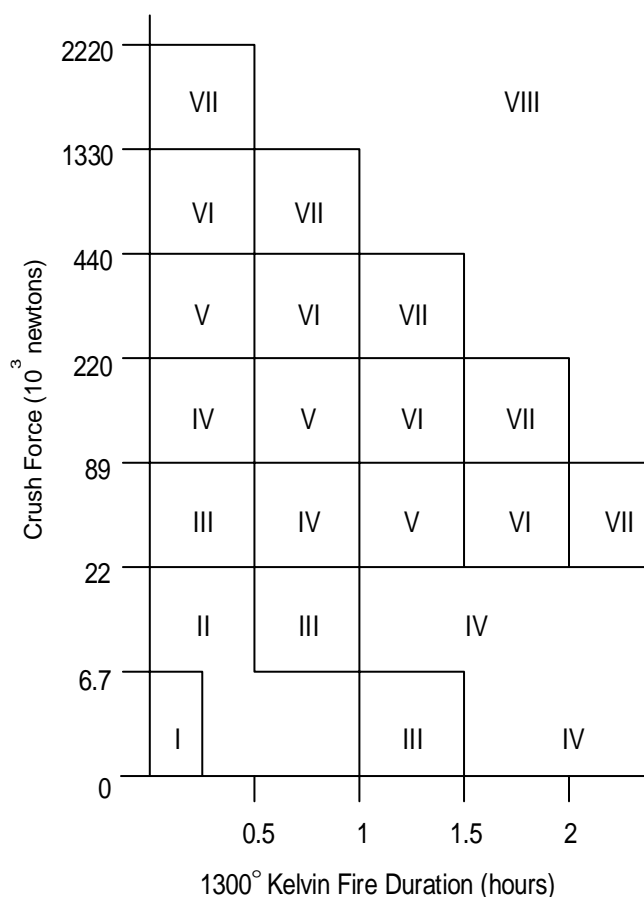 2220
VII VIII
1330
VI VII
440
V VI VII
220
IV V VI VII
89
III IV V VI VII
22
II III IV
6.7
I III IV
0
0.5 1 1.5 2
1300° Kelvin Fire Duration (hours)
Crush Force (10³ newtons)